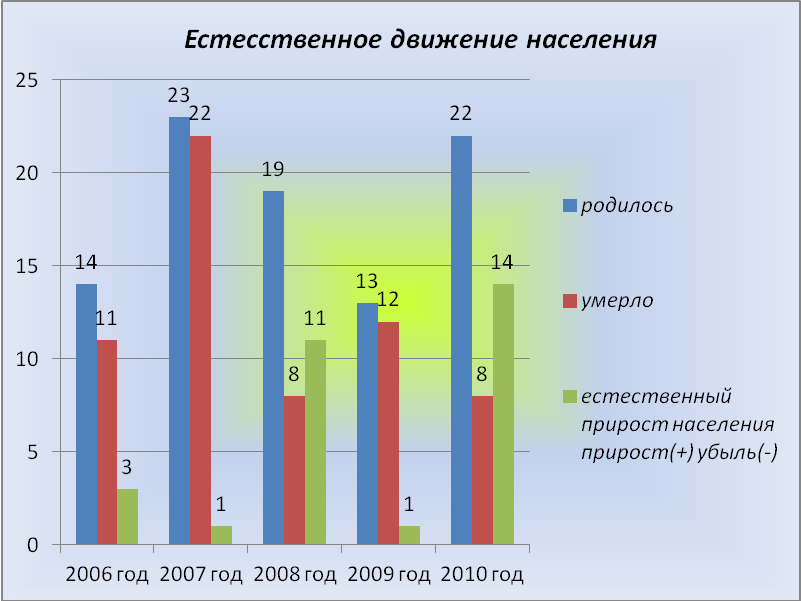 Естесственное движение населения
25
20
15
10
5
0
14
11
3
23
22
1
19
8
11
13
12
1
22
8
14
2006 год
2007 год
2008 год
2009 год
2010 год
родилось
умерло
естественный
прирост населения
прирост(+) убыль(-)